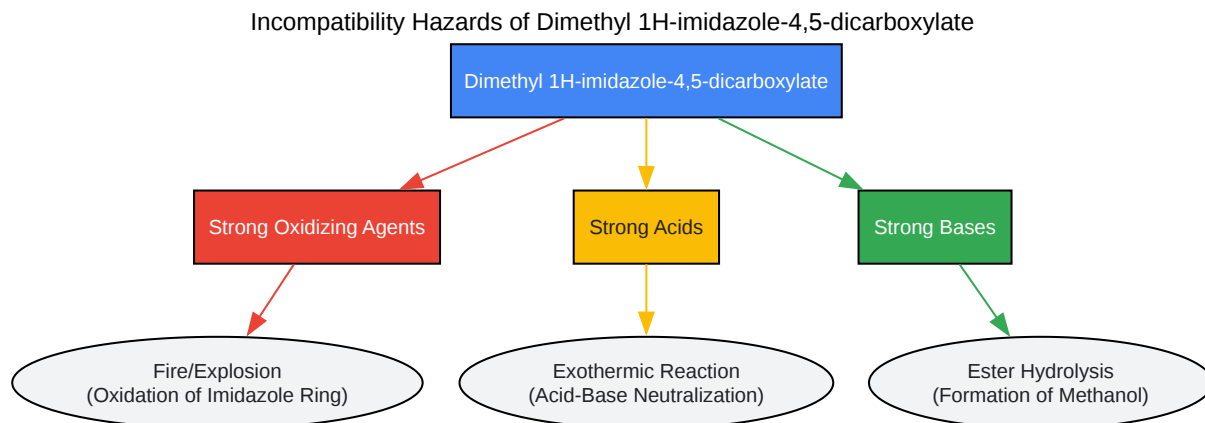 Incompatibility Hazards of Dimethyl 1H-imidazole-4,5-dicarboxylate
Dimethyl 1H-imidazole-4,5-dicarboxylate
Strong Oxidizing Agents
Strong Acids
Strong Bases
Fire/Explosion
(Oxidation of Imidazole Ring)
Exothermic Reaction
(Acid-Base Neutralization)
Ester Hydrolysis
(Formation of Methanol)